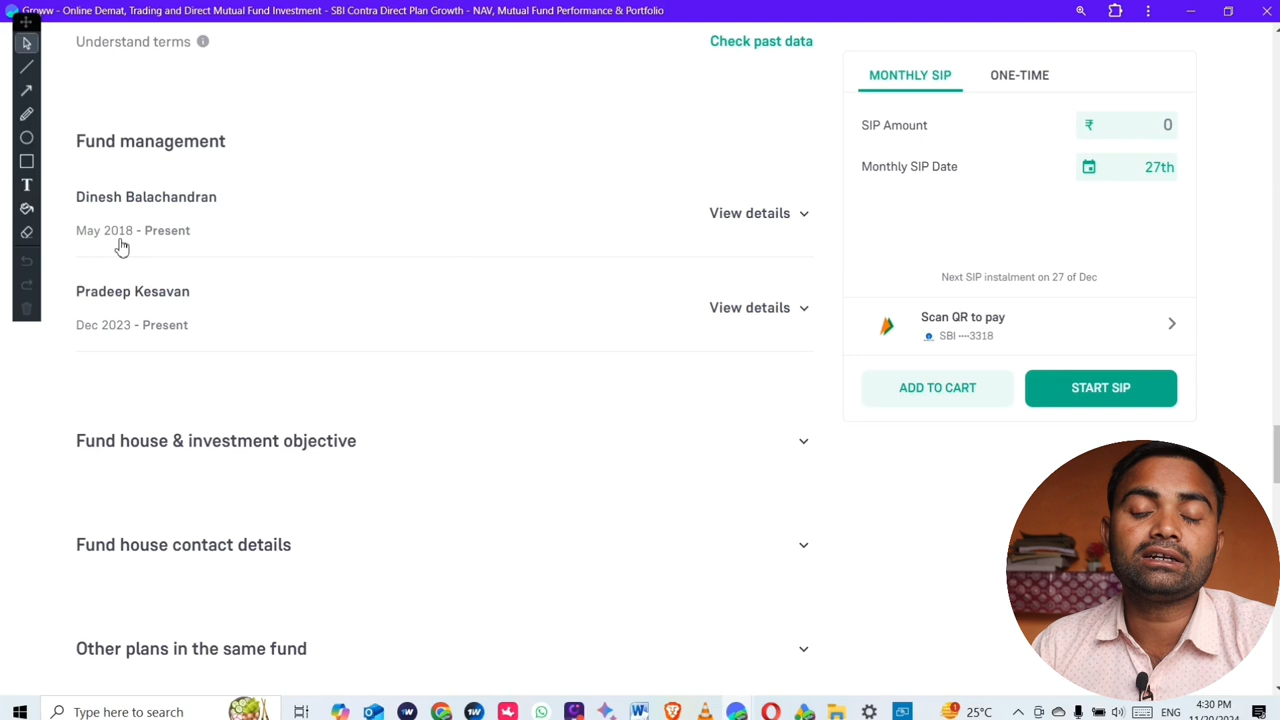 Groww - Online Demat, Trading and Direct Mutual Fund Investment - SBI Contra Direct Plan Growth - NAV, Mutual Fund Performance & Portfolio
Understand terms
Check past data
MONTHLY SIP
ONE-TIME
SIP Amount
₹ 0
Monthly SIP Date
27th
Next SIP instalment on 27 of Dec
Scan QR to pay
SBI ····3318
ADD TO CART
START SIP
Fund management
Dinesh Balachandran
May 2018 - Present
View details
Pradeep Kesavan
Dec 2023 - Present
View details
Fund house & investment objective
Fund house contact details
Other plans in the same fund
T
Type here to search
25°C
ENG
4:30 PM
11/20/2024